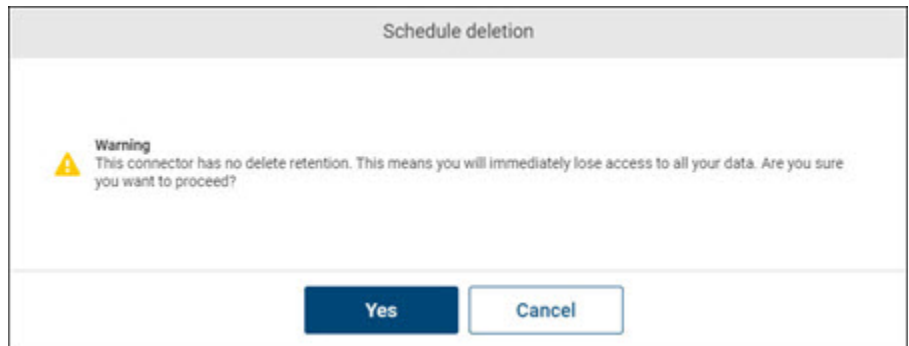 Schedule deletion
Warning
This connector has no delete retention. This means you will immediately lose access to all your data. Are you sure
you want to proceed?
Yes
Cancel